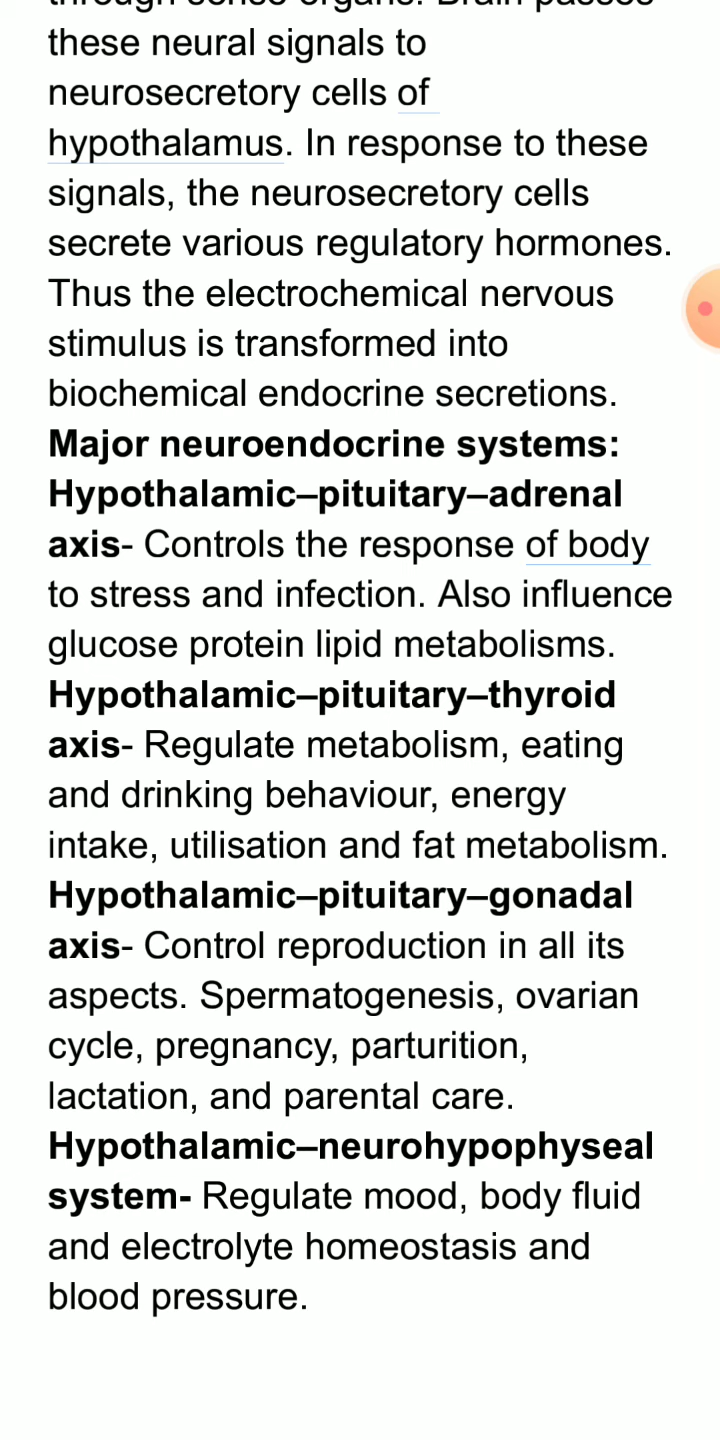 through sense organs. Brain passes
these neural signals to
neurosecretory cells of
hypothalamus. In response to these
signals, the neurosecretory cells
secrete various regulatory hormones.
Thus the electrochemical nervous
stimulus is transformed into
biochemical endocrine secretions.
Major neuroendocrine systems:
Hypothalamic–pituitary–adrenal
axis- Controls the response of body
to stress and infection. Also influence
glucose protein lipid metabolisms.
Hypothalamic–pituitary–thyroid
axis- Regulate metabolism, eating
and drinking behaviour, energy
intake, utilisation and fat metabolism.
Hypothalamic–pituitary–gonadal
axis- Control reproduction in all its
aspects. Spermatogenesis, ovarian
cycle, pregnancy, parturition,
lactation, and parental care.
Hypothalamic–neurohypophyseal
system- Regulate mood, body fluid
and electrolyte homeostasis and
blood pressure.